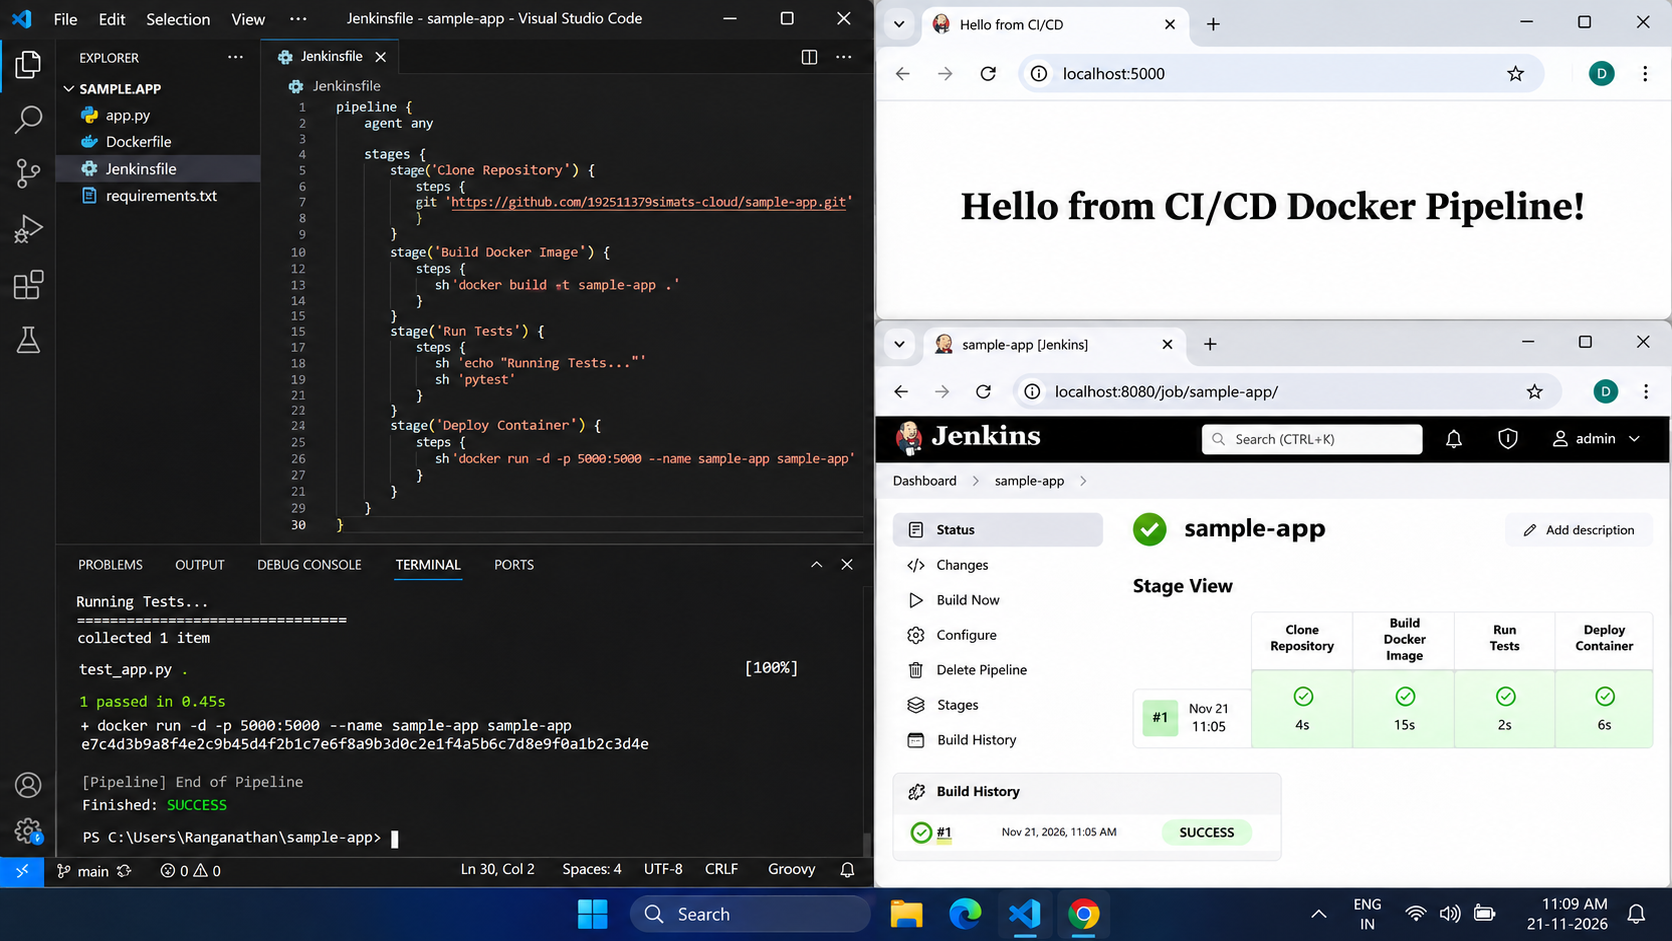 File Edit Selection View ··· Jenkinsfile - sample-app - Visual Studio Code
EXPLORER ···
SAMPLE.APP
app.py
Dockerfile
Jenkinsfile
requirements.txt
Jenkinsfile
Jenkinsfile
1 pipeline {
2 agent any
3
4 stages {
5 stage('Clone Repository') {
6 steps {
7 git 'https://github.com/192511379simats-cloud/sample-app.git'
8 }
9 }
10 stage('Build Docker Image') {
12 steps {
13 sh 'docker build -t sample-app .'
14 }
15 }
15 stage('Run Tests') {
17 steps {
18 sh 'echo "Running Tests..."'
19 sh 'pytest'
21 }
22 }
24 stage('Deploy Container') {
25 steps {
26 sh 'docker run -d -p 5000:5000 --name sample-app sample-app'
27 }
21 }
29 }
30 }
PROBLEMS OUTPUT DEBUG CONSOLE TERMINAL PORTS
Running Tests...
==============================
collected 1 item
test_app.py . [100%]
1 passed in 0.45s
+ docker run -d -p 5000:5000 --name sample-app sample-app
e7c4d3b9a8f4e2c9b45d4f2b1c7e6f8a9b3d0c2e1f4a5b6c7d8e9f0a1b2c3d4e
[Pipeline] End of Pipeline
Finished: SUCCESS
PS C:\Users\Ranganathan\sample-app>
main 0 0 Ln 30, Col 2 Spaces: 4 UTF-8 CRLF Groovy
Hello from CI/CD
localhost:5000
D
Hello from CI/CD Docker Pipeline!
sample-app [Jenkins]
localhost:8080/job/sample-app/
D
Jenkins
Search (CTRL+K)
admin
Dashboard > sample-app >
Status
Changes
Build Now
Configure
Delete Pipeline
Stages
Build History
sample-app
Add description
Stage View
Clone Repository
Build Docker Image
Run Tests
Deploy Container
#1 Nov 21 11:05
4s 15s 2s 6s
Build History
#1 Nov 21, 2026, 11:05 AM SUCCESS
Search
ENG
IN
11:09 AM
21-11-2026